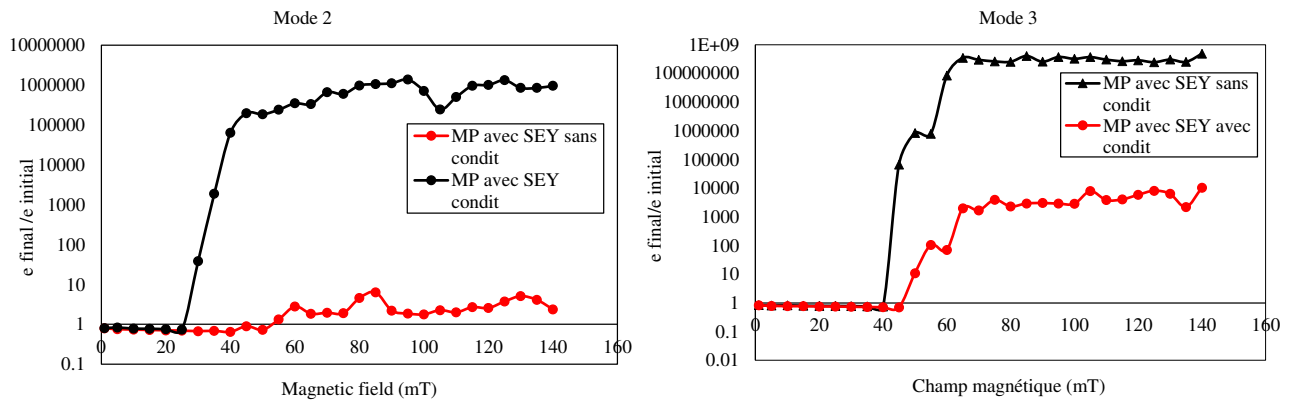 Mode 2
10000000
1000000
100000
10000
1000
100
10
1
0.1
e final/e initial
0 20 40 60 80 100 120 140 160
Magnetic field (mT)
MP avec SEY sans
condit
MP avec SEY
condit
Mode 3
1E+09
100000000
10000000
1000000
100000
10000
1000
100
10
1
0.1
0.01
e final/e initial
0 20 40 60 80 100 120 140 160
Champ magnétique (mT)
MP avec SEY sans
condit
MP avec SEY avec
condit